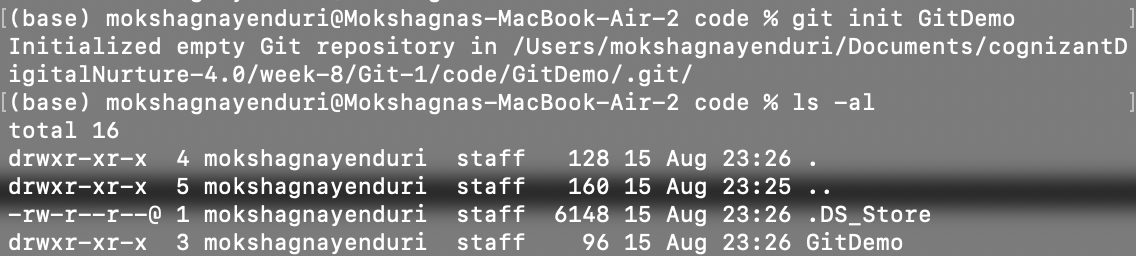 [(base) mokshagnayenduri@Mokshagnas-MacBook-Air-2 code % git init GitDemo ]
Initialized empty Git repository in /Users/mokshagnayenduri/Documents/cognizantD
igitalNurture-4.0/week-8/Git-1/code/GitDemo/.git/
[(base) mokshagnayenduri@Mokshagnas-MacBook-Air-2 code % ls -al ]
total 16
drwxr-xr-x  4 mokshagnayenduri  staff   128 15 Aug 23:26 .
drwxr-xr-x  5 mokshagnayenduri  staff   160 15 Aug 23:25 ..
-rw-r--r--@ 1 mokshagnayenduri  staff  6148 15 Aug 23:26 .DS_Store
drwxr-xr-x  3 mokshagnayenduri  staff    96 15 Aug 23:26 GitDemo